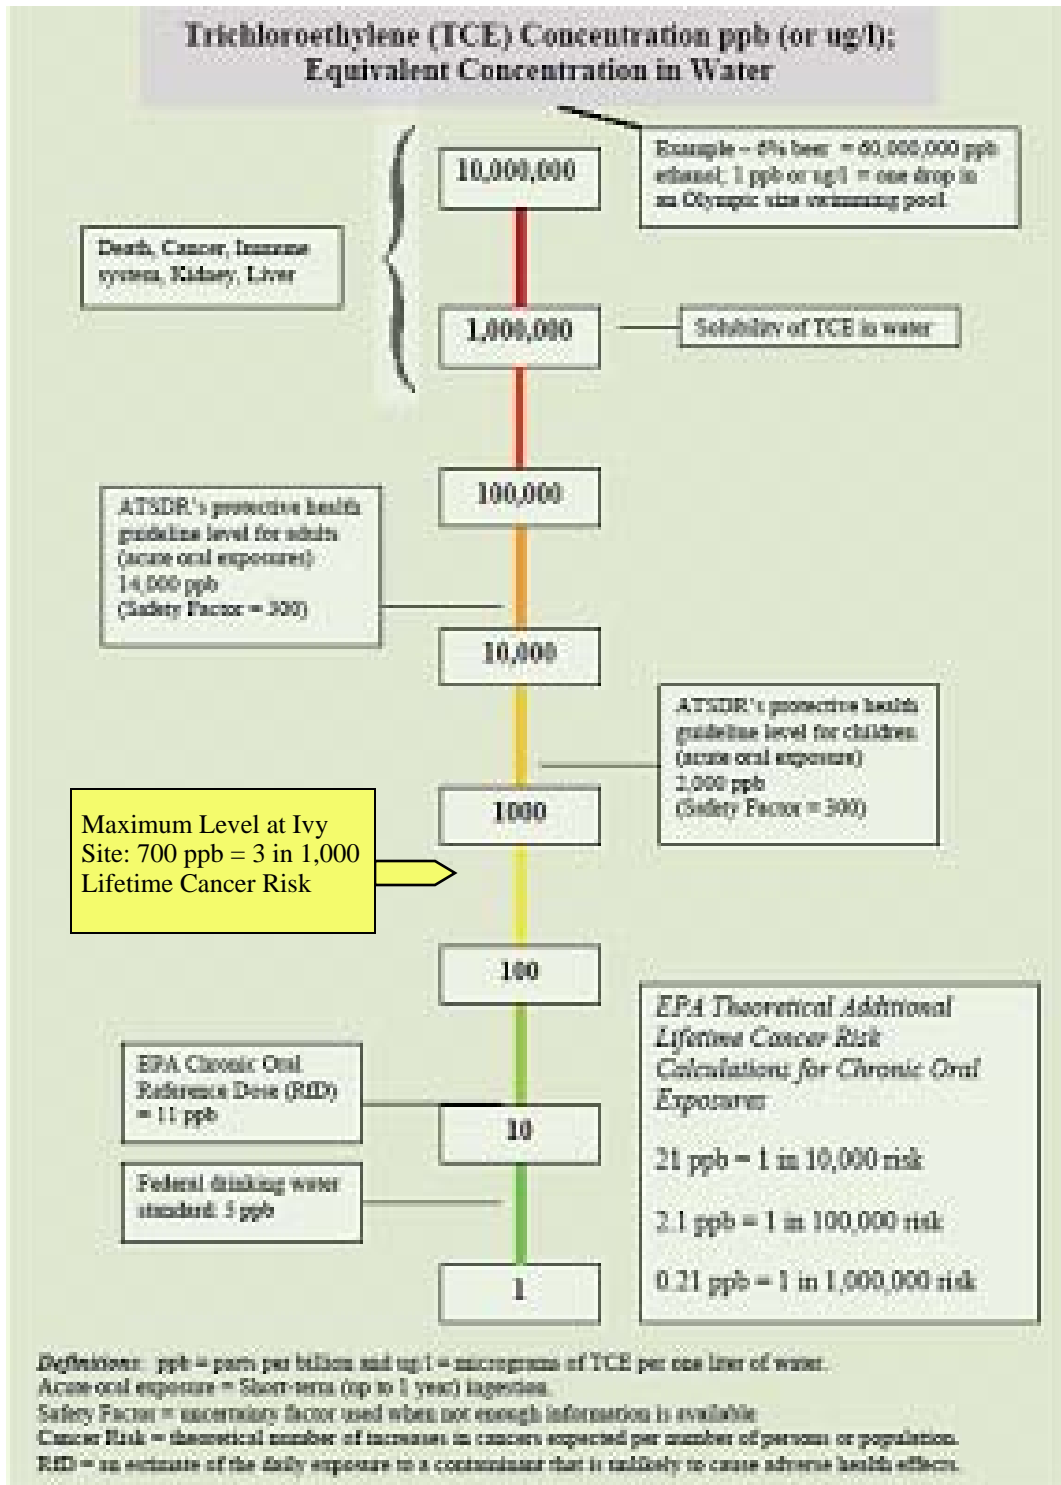 Trichloroethylene (TCE) Concentration ppb (or ug/l);
Equivalent Concentration in Water
Example – 6% beer = 60,000,000 ppb
ethanol; 1 ppb or ug/l = one drop in
an Olympic size swimming pool.
10,000,000
Death, Cancer, Immune
system, Kidney, Liver
1,000,000
Solubility of TCE in water
100,000
ATSDR's protective health
guideline level for adults
(acute oral exposures)
14,000 ppb
(Safety Factor = 300)
10,000
ATSDR's protective health
guideline level for children
(acute oral exposure)
2,000 ppb
(Safety Factor = 300)
1000
Maximum Level at Ivy
Site: 700 ppb = 3 in 1,000
Lifetime Cancer Risk
100
EPA Theoretical Additional
Lifetime Cancer Risk
Calculations for Chronic Oral
Exposures
21 ppb = 1 in 10,000 risk
2.1 ppb = 1 in 100,000 risk
0.21 ppb = 1 in 1,000,000 risk
EPA Chronic Oral
Reference Dose (RfD)
= 11 ppb
10
Federal drinking water
standard: 5 ppb
1
Definitions: ppb = parts per billion and ug/l = micrograms of TCE per one liter of water.
Acute oral exposure = Short-term (up to 1 year) ingestion.
Safety Factor = uncertainty factor used when not enough information is available
Cancer Risk = theoretical number of increases in cancers expected per number of persons or population.
RfD = an estimate of the daily exposure to a contaminant that is unlikely to cause adverse health effects.